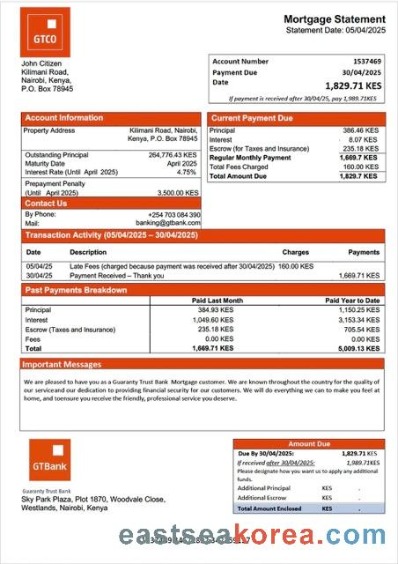 GTCO
Mortgage Statement
Statement Date: 05/04/2025
John Citizen
Kilimani Road,
Nairobi, Kenya,
P.O. Box 78945
Account Number 1537469
Payment Due 30/04/2025
Date
1,829.71 KES
If payment is received after 30/04/25, pay 1,989.71KES
Account Information
Property Address Kilimani Road, Nairobi,
Kenya, P.O. Box 78945
Outstanding Principal 264,776.43 KES
Maturity Date April 2025
Interest Rate (Until April 2025) 4.75%
Prepayment Penalty
(Until April 2025) 3,500.00 KES
Contact Us
By Phone: +254 703 084 390
Mail: banking@gtbank.com
Current Payment Due
Principal 386.46 KES
Interest 8.07 KES
Escrow (for Taxes and Insurance) 235.18 KES
Regular Monthly Payment 1,669.7 KES
Total Fees Charged 160.00 KES
Total Amount Due 1,829.7 KES
Transaction Activity (05/04/2025 – 30/04/2025)
Date Description Charges Payments
05/04/25 Late Fees (charged because payment was received after 30/04/2025) 160.00 KES
30/04/25 Payment Received – Thank you 1,669.71 KES
Past Payments Breakdown
Paid Last Month Paid Year to Date
Principal 384.93 KES 1,150.25 KES
Interest 1,049.60 KES 3,153.34 KES
Escrow (Taxes and Insurance) 235.18 KES 705.54 KES
Fees 0.00 KES 0.00 KES
Total 1,669.71 KES 5,009.13 KES
Important Messages
We are pleased to have you as a Guaranty Trust Bank Mortgage customer. We are known throughout the country for the quality of
our serviceand our dedication to providing financial security for our customers. We will do everything we can to make you feel at
home, and toensure you receive the friendly, professional service you deserve.
GTBank
Guranty Trust Bank
Sky Park Plaza, Plot 1870, Woodvale Close,
Westlands, Nairobi, Kenya
Amount Due
Due By 30/04/2025: 1,829.71 KES
If received after 30/04/2025: 1,989.71KES
Please designate how you want us to apply any additional
funds.
Additional Principal KES .
Additional Escrow KES .
Total Amount Enclosed KES .
eastseakorea.com